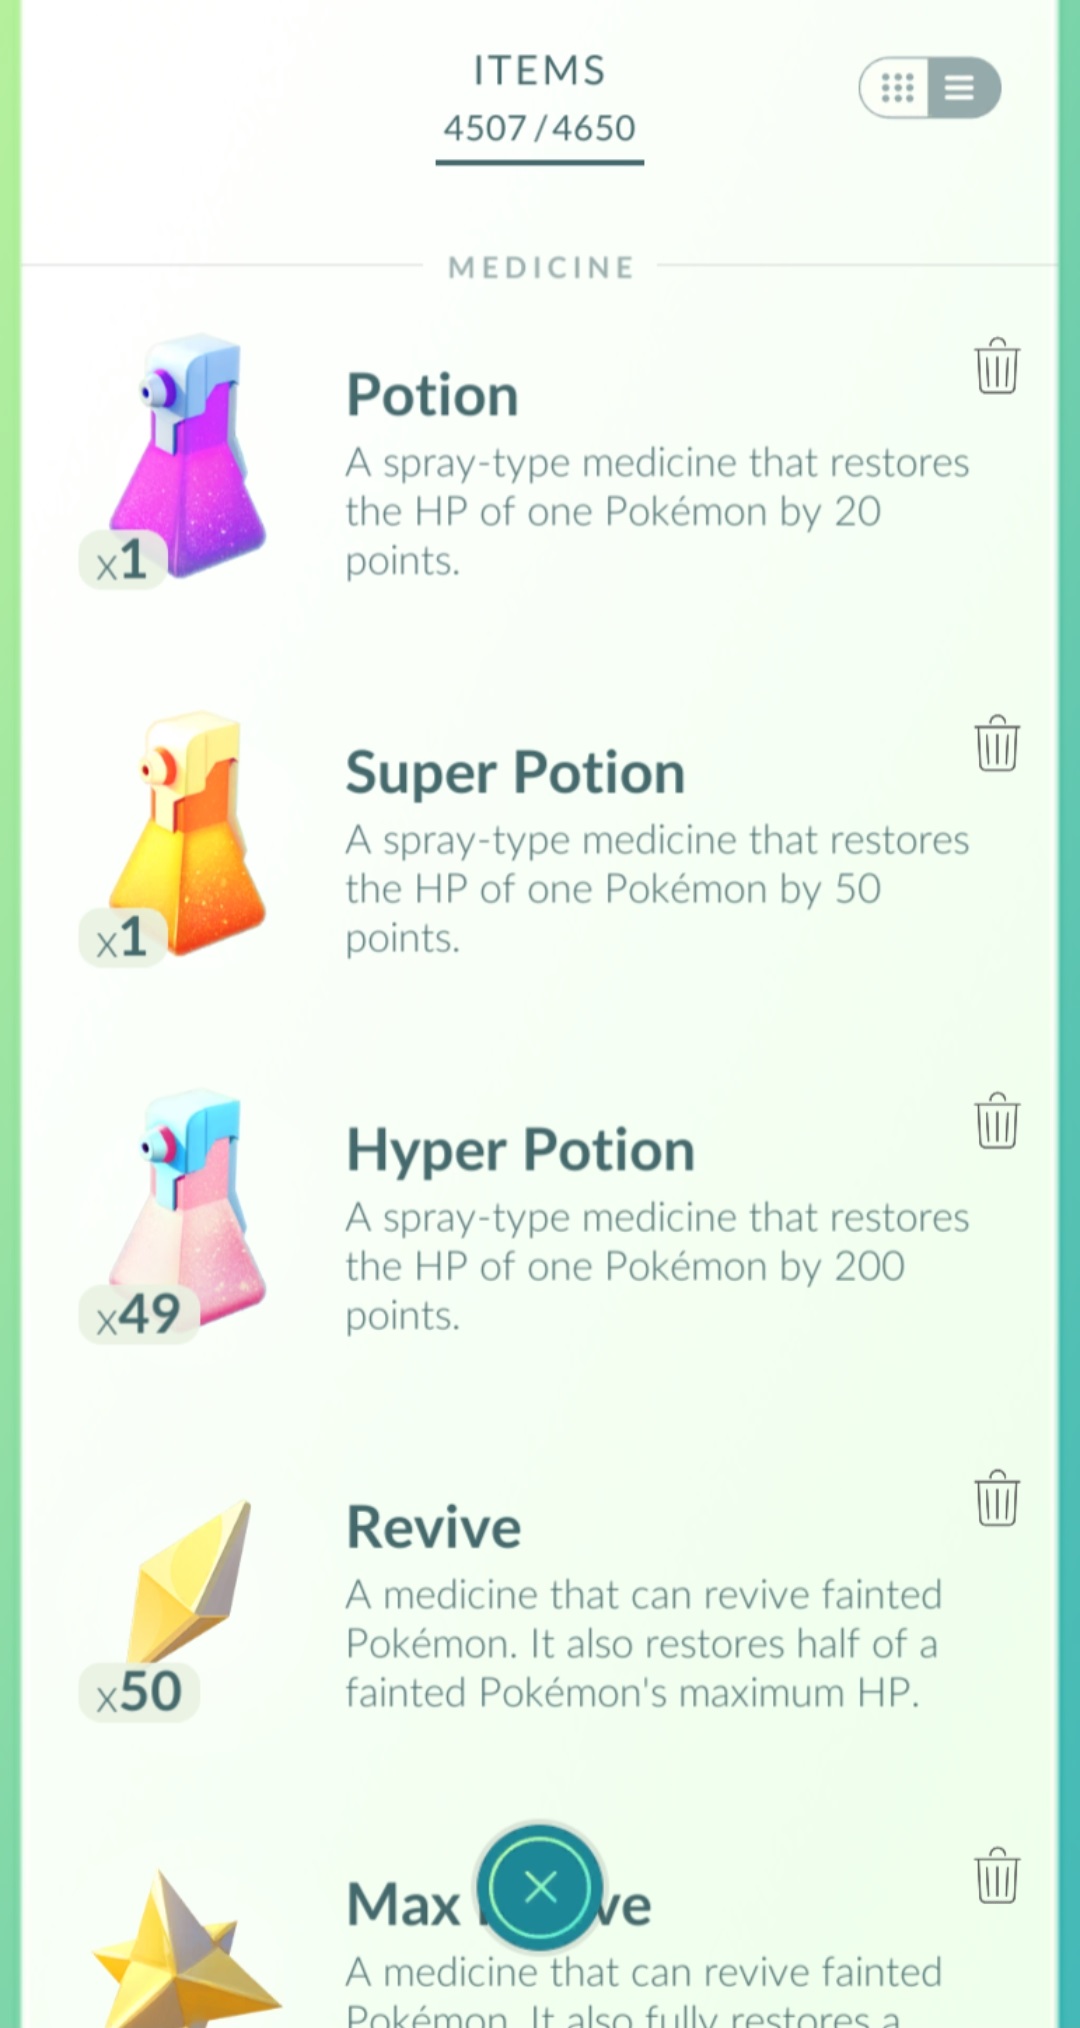 ITEMS
4507/4650
MEDICINE
Potion
A spray-type medicine that restores
the HP of one Pokémon by 20
points.
x1
Super Potion
A spray-type medicine that restores
the HP of one Pokémon by 50
points.
x1
Hyper Potion
A spray-type medicine that restores
the HP of one Pokémon by 200
points.
x49
Revive
A medicine that can revive fainted
Pokémon. It also restores half of a
fainted Pokémon's maximum HP.
x50
Max
A medicine that can revive fainted
Pokémon. It also fully restores a